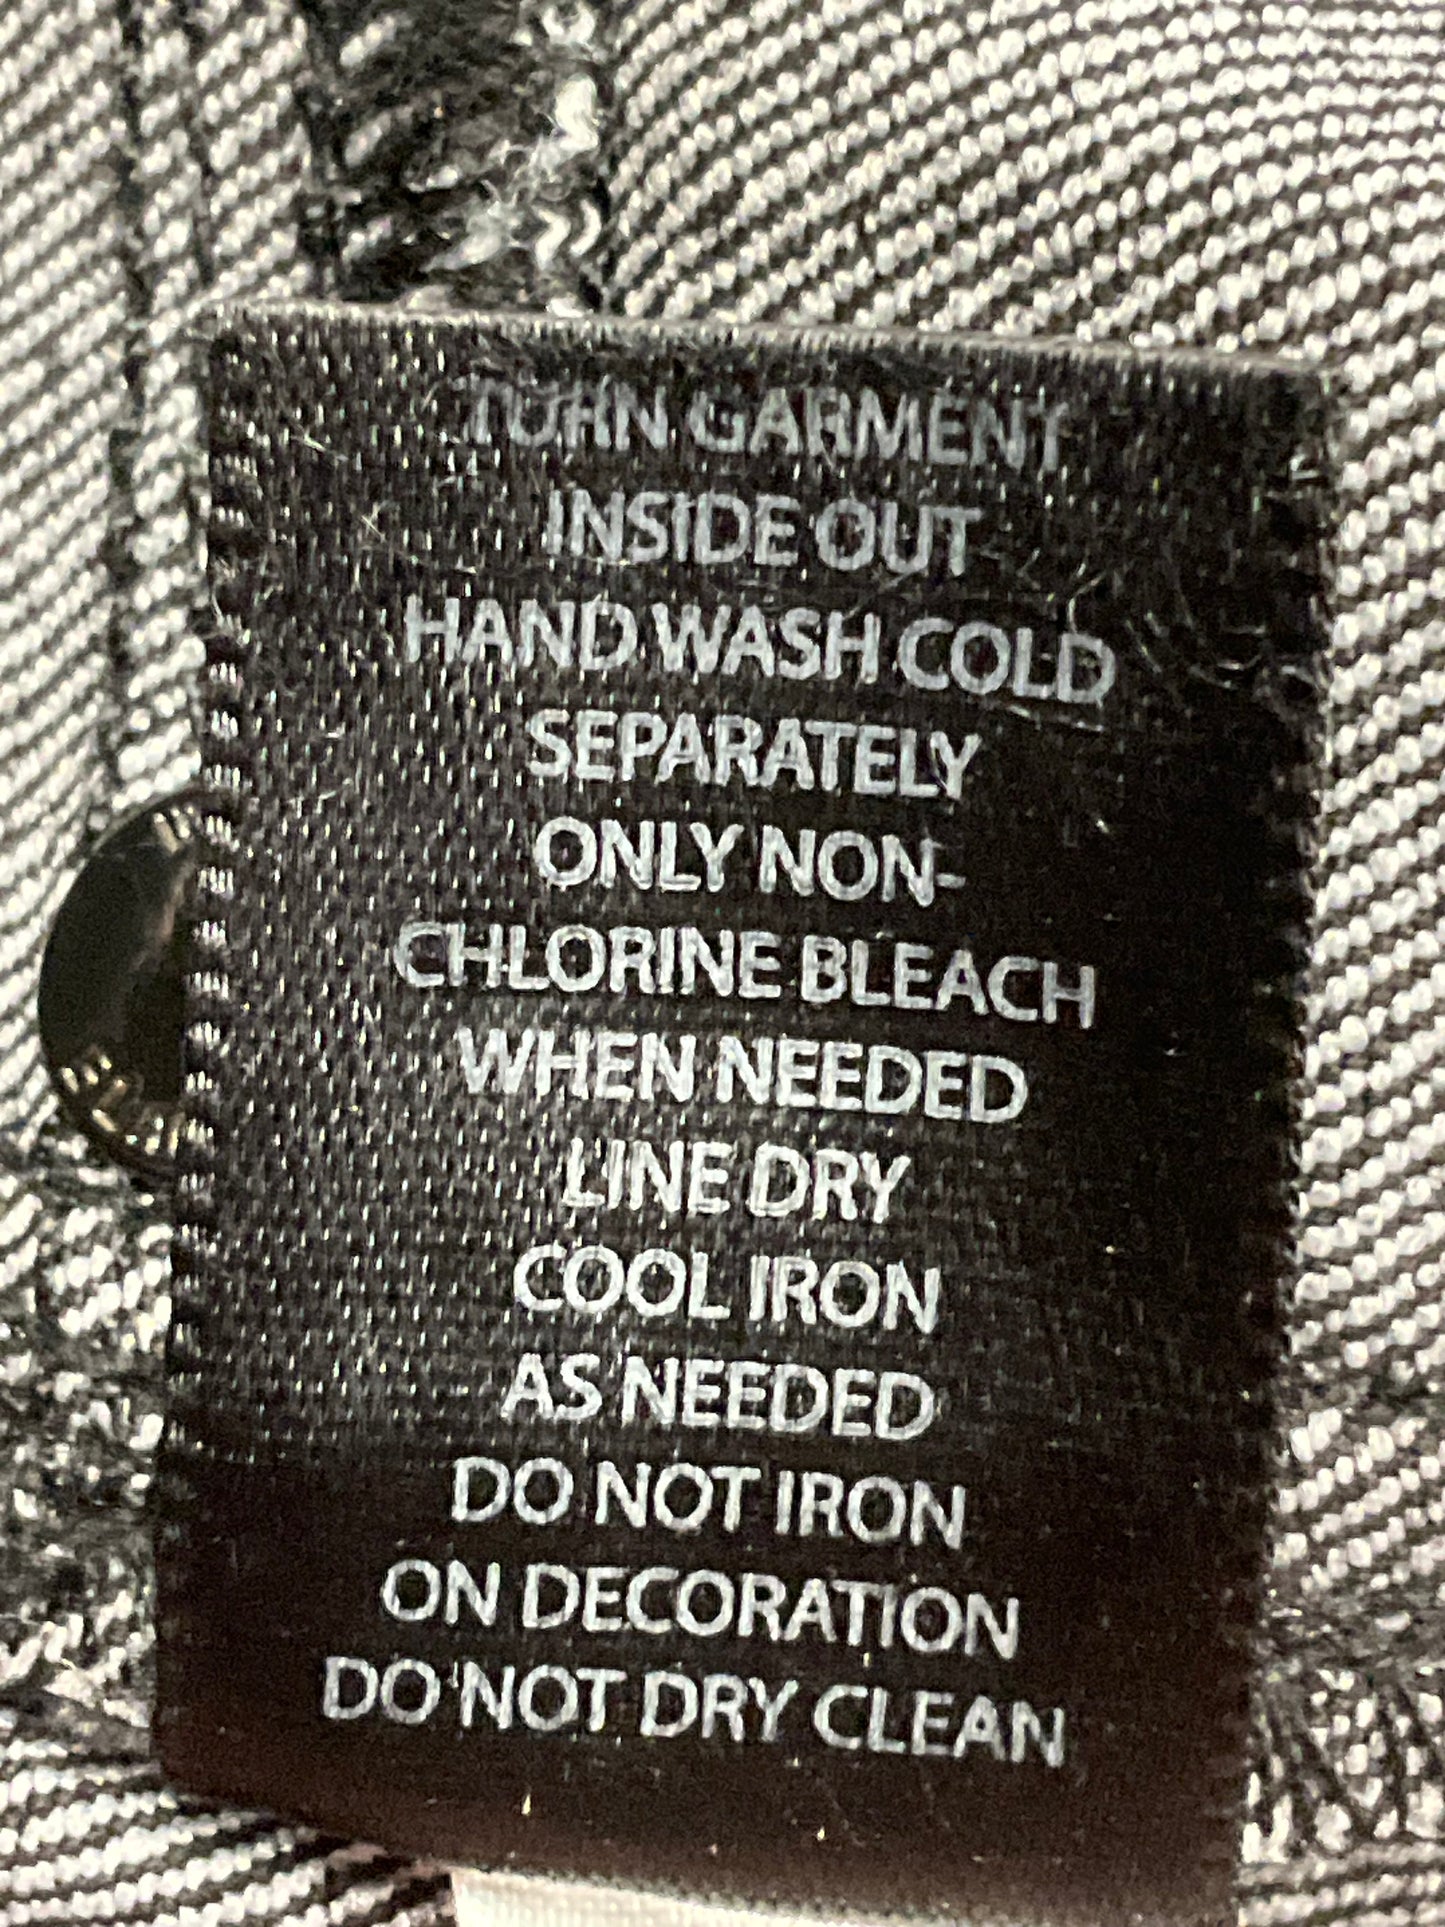 TURN GARMENT
INSIDE OUT
HAND WASH COLD
SEPARATELY
ONLY NON-
CHLORINE BLEACH
WHEN NEEDED
LINE DRY
COOL IRON
AS NEEDED
DO NOT IRON
ON DECORATION
DO NOT DRY CLEAN